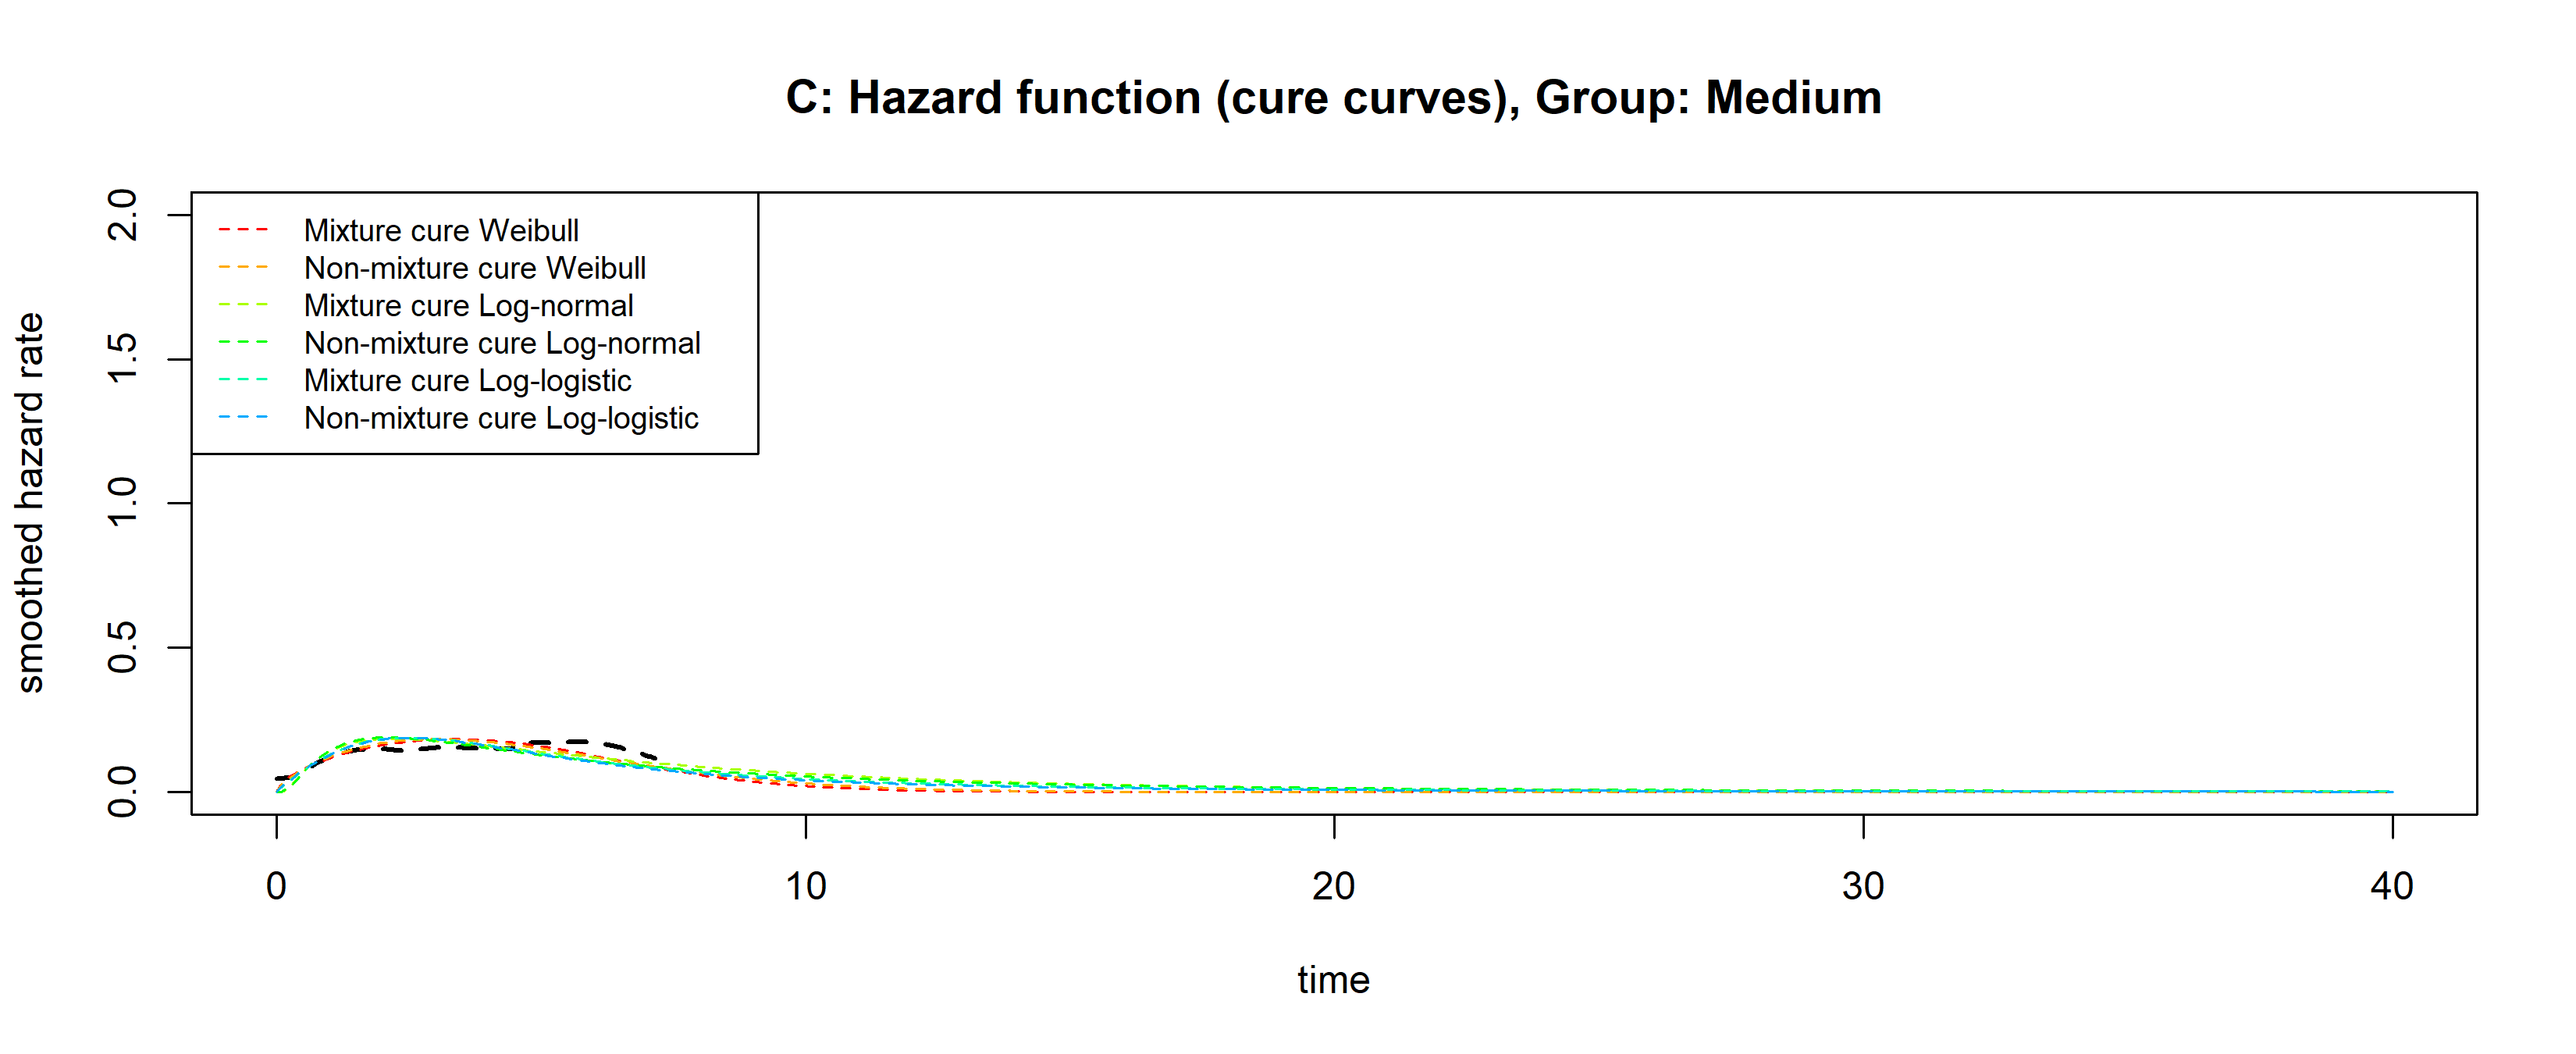 C: Hazard function (cure curves), Group: Medium
smoothed hazard rate
2.0
1.5
1.0
0.5
0.0
Mixture cure Weibull
Non-mixture cure Weibull
Mixture cure Log-normal
Non-mixture cure Log-normal
Mixture cure Log-logistic
Non-mixture cure Log-logistic
0 10 20 30 40
time